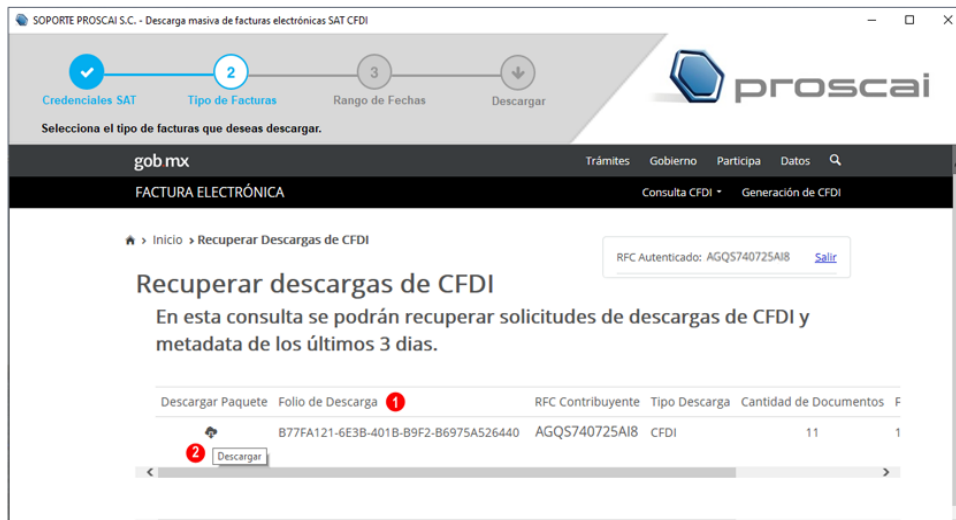 SOPORTE PROSCAI S.C. - Descarga masiva de facturas electrónicas SAT CFDI
2
3
Credenciales SAT
Tipo de Facturas
Rango de Fechas
Descargar
proscai
Selecciona el tipo de facturas que deseas descargar.
gob mx
Trámites Gobierno Participa Datos
FACTURA ELECTRÓNICA
Consulta CFDI Generación de CFDI
> Inicio > Recuperar Descargas de CFDI
RFC Autenticado: AGQS740725AI8 Salir
Recuperar descargas de CFDI
En esta consulta se podrán recuperar solicitudes de descargas de CFDI y
metadata de los últimos 3 dias.
Descargar Paquete Folio de Descarga 1 RFC Contribuyente Tipo Descarga Cantidad de Documentos F
B77FA121-6E3B-401B-B9F2-B6975A526440 AGQS740725AI8 CFDI 11 1
2 Descargar